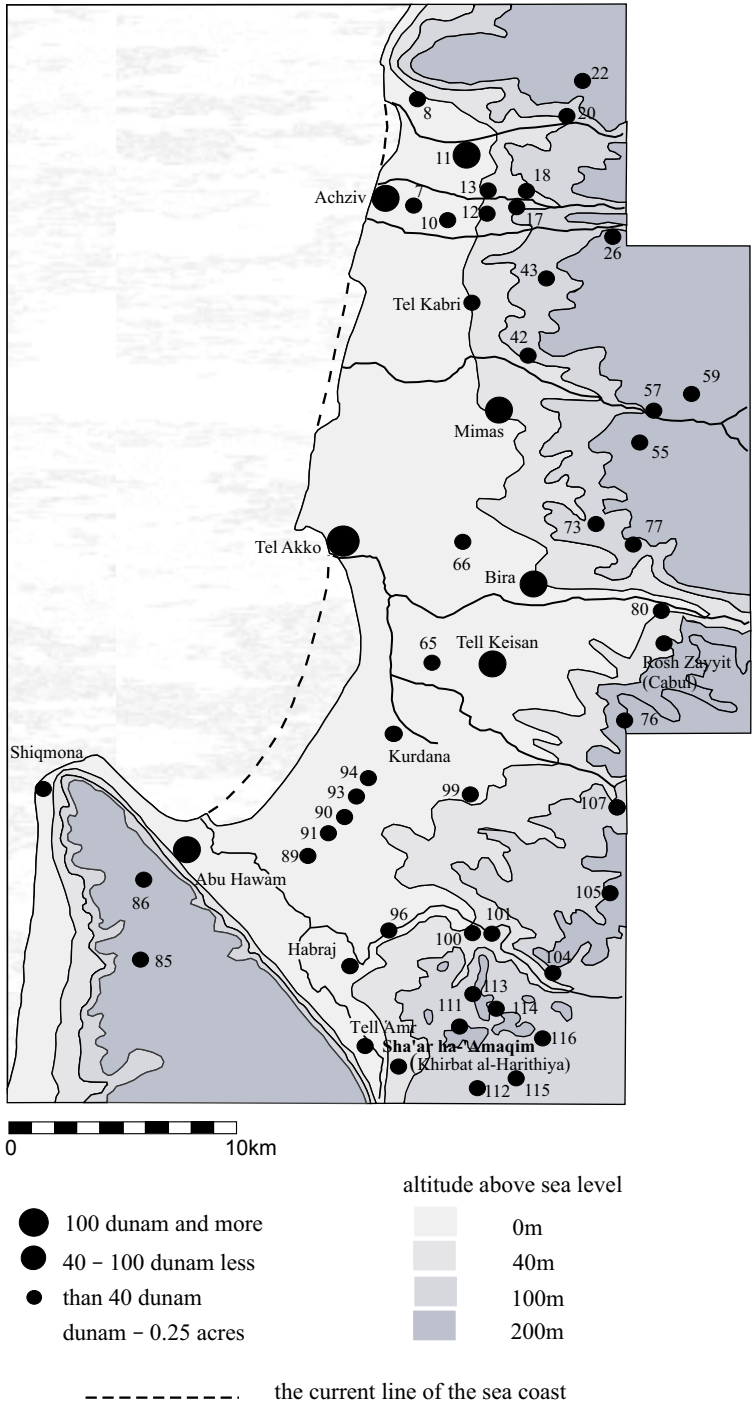 22
20
8
11
13
18
Achziv
7
12
17
10
26
43
Tel Kabri
42
59
57
Mimas
55
73
77
Tel Akko
66
Bira
80
65
Tell Keisan
Rosh Zayyit
(Cabul)
76
Shiqmona
Kurdana
94
93
99
90
107
91
89
Abu Hawam
86
105
96
101
100
Habraj
85
104
113
114
111
Tell Amr
116
Sha'ar ha-'Amaqim
(Khirbat al-Harithiya)
112
115
0
10km
altitude above sea level
100 dunam and more
0m
40 – 100 dunam less
40m
than 40 dunam
100m
dunam – 0.25 acres
200m
the current line of the sea coast